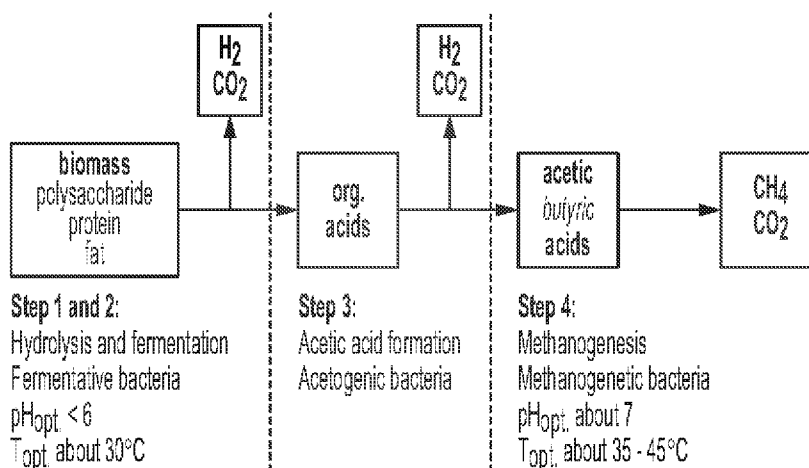 H2
CO2
H2
CO2
biomass
polysaccharide
protein
fat
org.
acids
acetic
butyric
acids
CH4
CO2
Step 1 and 2:
Hydrolysis and fermentation
Fermentative bacteria
pHopt. < 6
Topt. about 30°C
Step 3:
Acetic acid formation
Acetogenic bacteria
Step 4:
Methanogenesis
Methanogenetic bacteria
pHopt. about 7
Topt. about 35 - 45°C